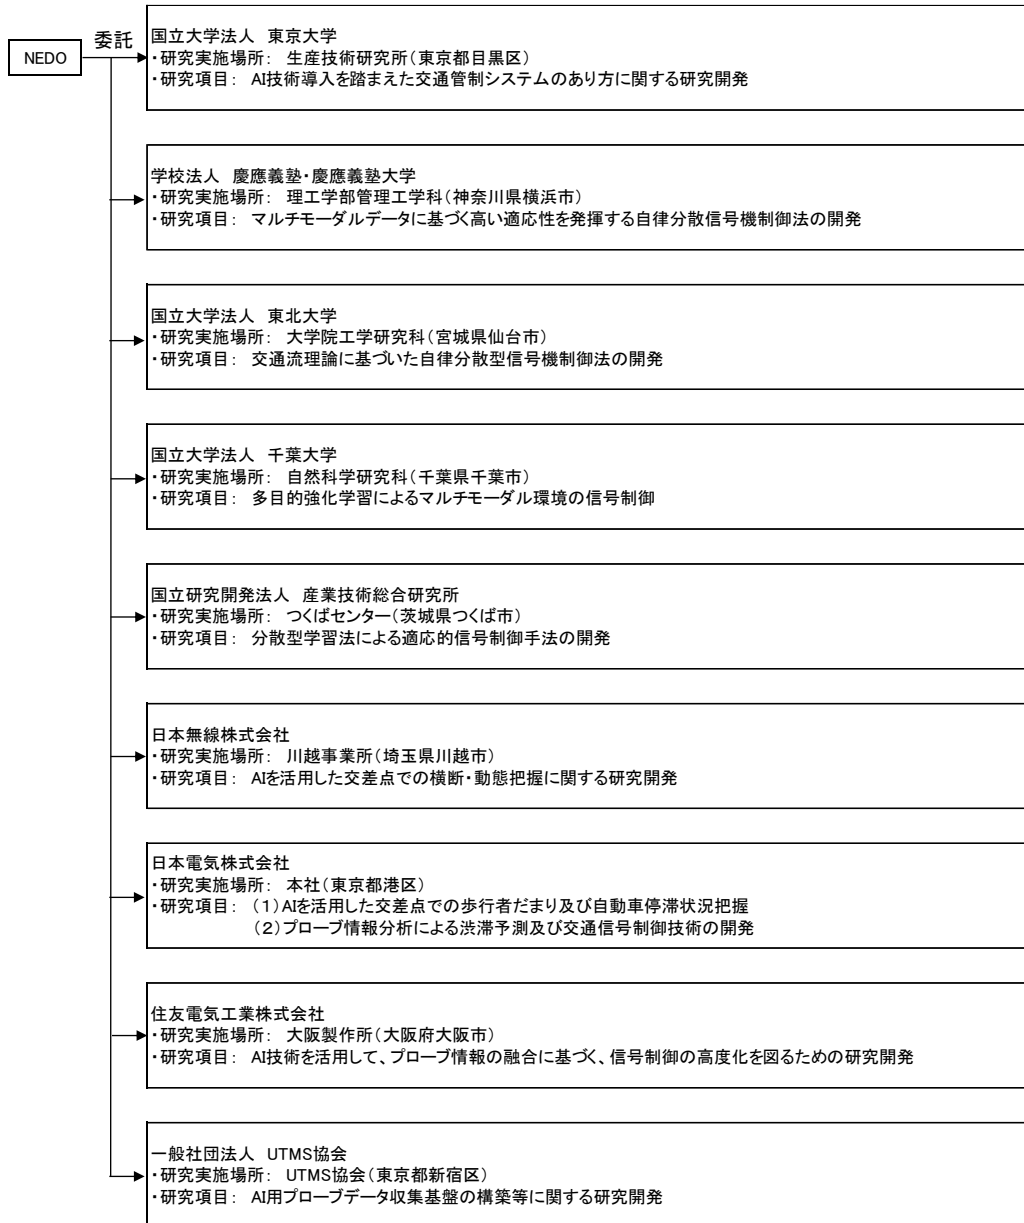 NEDO
委託
国立大学法人　東京大学
・研究実施場所：　生産技術研究所（東京都目黒区）
・研究項目：　AI技術導入を踏まえた交通管制システムのあり方に関する研究開発
学校法人　慶應義塾・慶應義塾大学
・研究実施場所：　理工学部管理工学科（神奈川県横浜市）
・研究項目：　マルチモーダルデータに基づく高い適応性を発揮する自律分散信号機制御法の開発
国立大学法人　東北大学
・研究実施場所：　大学院工学研究科（宮城県仙台市）
・研究項目：　交通流理論に基づいた自律分散型信号機制御法の開発
国立大学法人　千葉大学
・研究実施場所：　自然科学研究科（千葉県千葉市）
・研究項目：　多目的強化学習によるマルチモーダル環境の信号制御
国立研究開発法人　産業技術総合研究所
・研究実施場所：　つくばセンター（茨城県つくば市）
・研究項目：　分散型学習法による適応的信号制御手法の開発
日本無線株式会社
・研究実施場所：　川越事業所（埼玉県川越市）
・研究項目：　AIを活用した交差点での横断・動態把握に関する研究開発
日本電気株式会社
・研究実施場所：　本社（東京都港区）
・研究項目：　（１）AIを活用した交差点での歩行者だまり及び自動車停滞状況把握
（２）プローブ情報分析による渋滞予測及び交通信号制御技術の開発
住友電気工業株式会社
・研究実施場所：　大阪製作所（大阪府大阪市）
・研究項目：　AI技術を活用して、プローブ情報の融合に基づく、信号制御の高度化を図るための研究開発
一般社団法人　UTMS協会
・研究実施場所：　UTMS協会（東京都新宿区）
・研究項目：　AI用プローブデータ収集基盤の構築等に関する研究開発